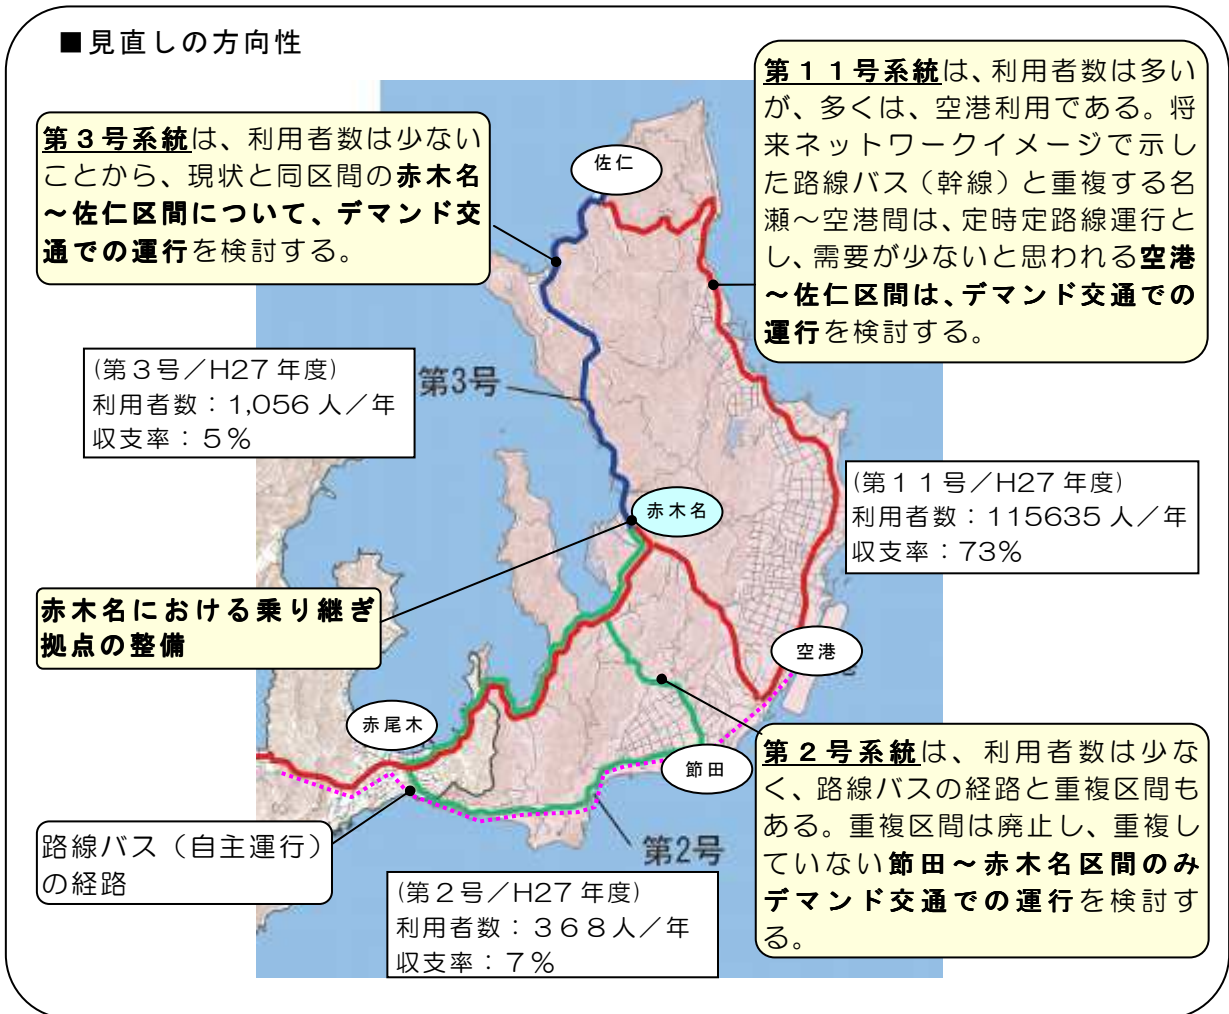 ■見直しの方向性
第３号系統は、利用者数は少ない
ことから、現状と同区間の赤木名
～佐仁区間について、デマンド交
通での運行を検討する。
第１１号系統は、利用者数は多い
が、多くは、空港利用である。将
来ネットワークイメージで示し
た路線バス（幹線）と重複する名
瀬～空港間は、定時定路線運行と
し、需要が少ないと思われる空港
～佐仁区間は、デマンド交通での
運行を検討する。
佐仁
(第３号／H27 年度)
利用者数：1,056 人／年
収支率：５％
第3号
赤木名
(第１１号／H27 年度)
利用者数：115635 人／年
収支率：73%
赤木名における乗り継ぎ
拠点の整備
空港
赤尾木
節田
第２号系統は、利用者数は少な
く、路線バスの経路と重複区間も
ある。重複区間は廃止し、重複し
ていない節田～赤木名区間のみ
デマンド交通での運行を検討す
る。
路線バス（自主運行）
の経路
第2号
(第２号／H27 年度)
利用者数：３６８人／年
収支率：７％